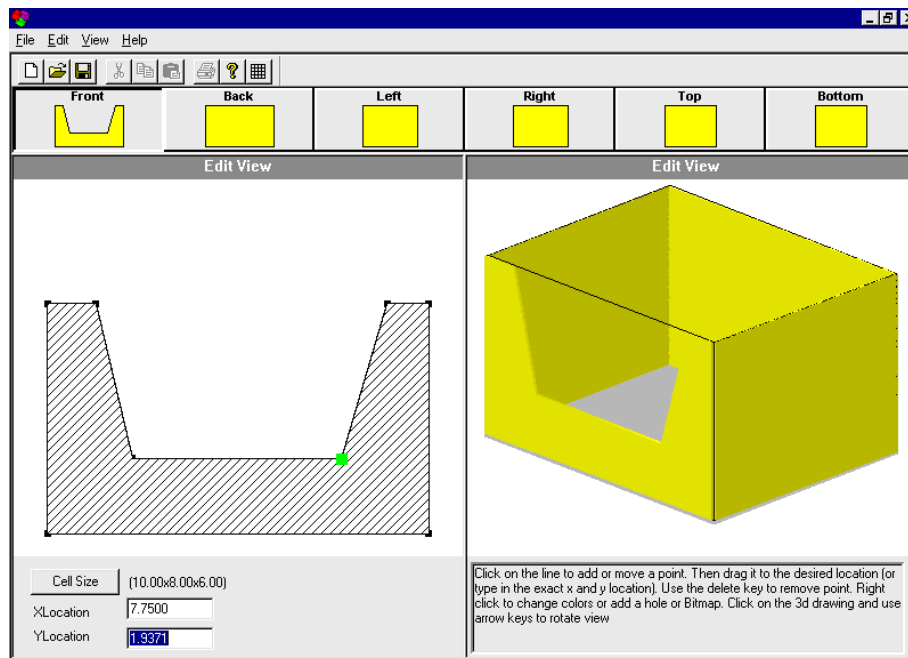 File Edit View Help
Front Back Left Right Top Bottom
Edit View Edit View
Cell Size (10.00x8.00x6.00)
XLocation 7.7500
YLocation 1.9371
Click on the line to add or move a point. Then drag it to the desired location (or
type in the exact x and y location). Use the delete key to remove point. Right
click to change colors or add a hole or Bitmap. Click on the 3d drawing and use
arrow keys to rotate view